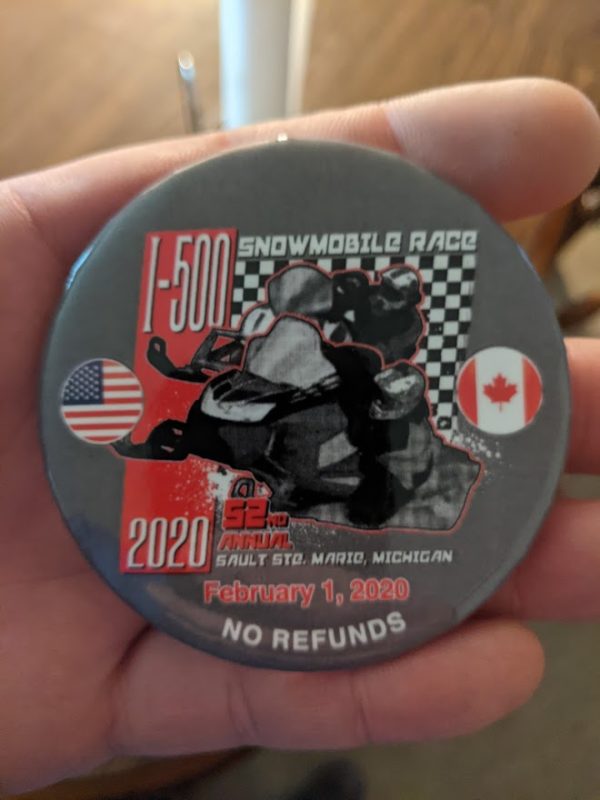 I-500 SNOWMOBILE RACE
52ND
ANNUAL
2020 SAULT STE. MARIE, MICHIGAN
February 1, 2020
NO REFUNDS